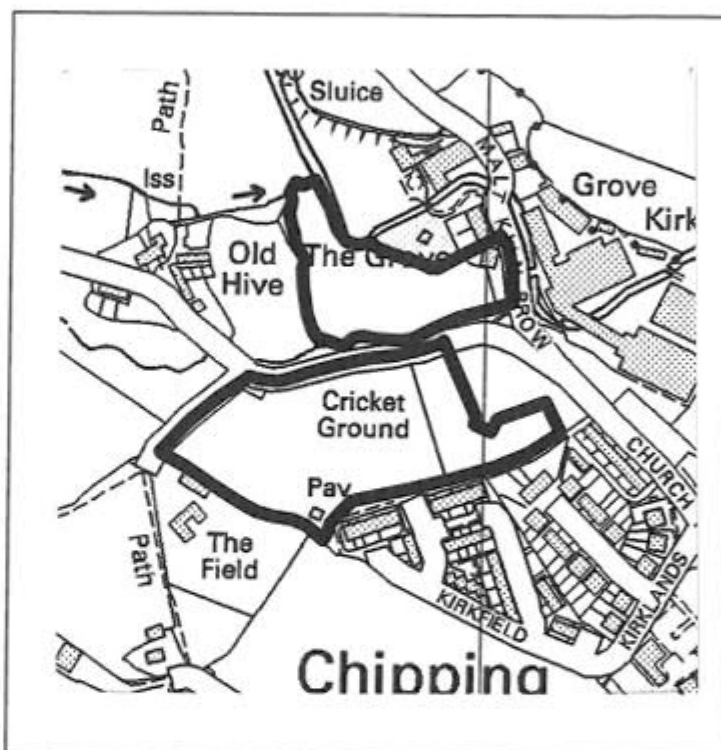 Path
Sluice
Iss
MALT
Grove
Kirk
Old
Hive
The Grove
BROW
Cricket
Ground
CHURCH
Pav
The
Field
Path
KIRKFIELD
KIRKLANDS
Chipping